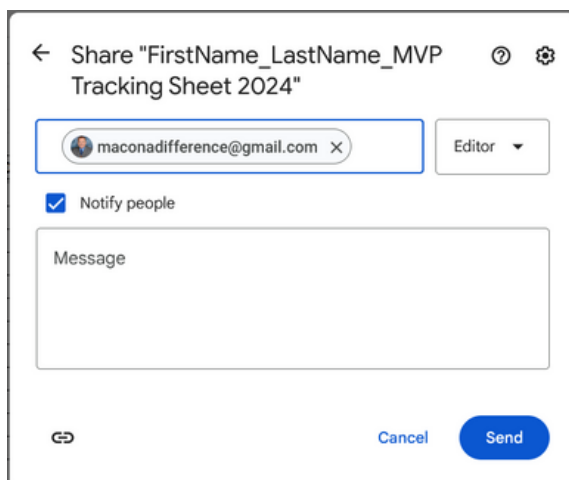 Share "FirstName_LastName_MVP
Tracking Sheet 2024"
maconadifference@gmail.com
Editor
Notify people
Message
Cancel
Send